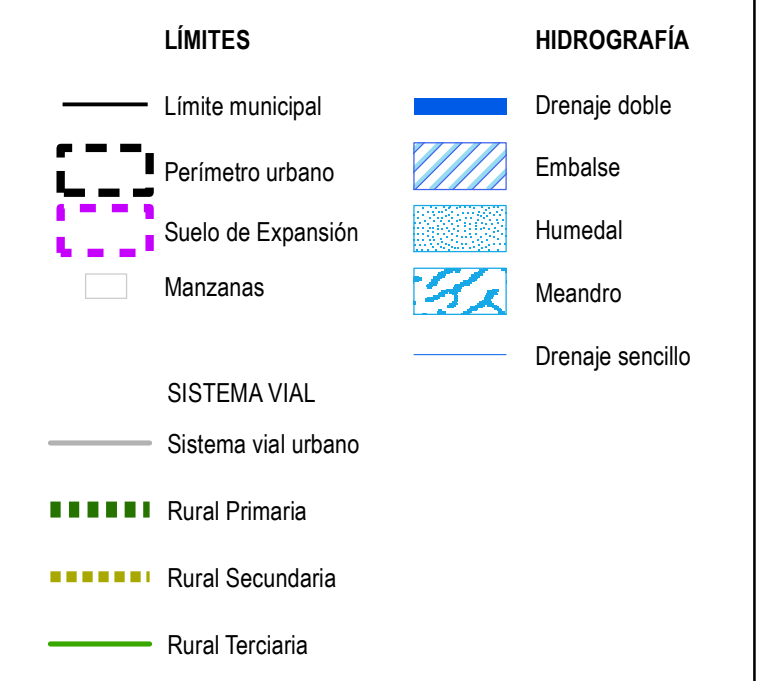 LÍMITES
Límite municipal
Perímetro urbano
Suelo de Expansión
Manzanas
SISTEMA VIAL
Sistema vial urbano
Rural Primaria
Rural Secundaria
Rural Terciaria
HIDROGRAFÍA
Drenaje doble
Embalse
Humedal
Meandro
Drenaje sencillo